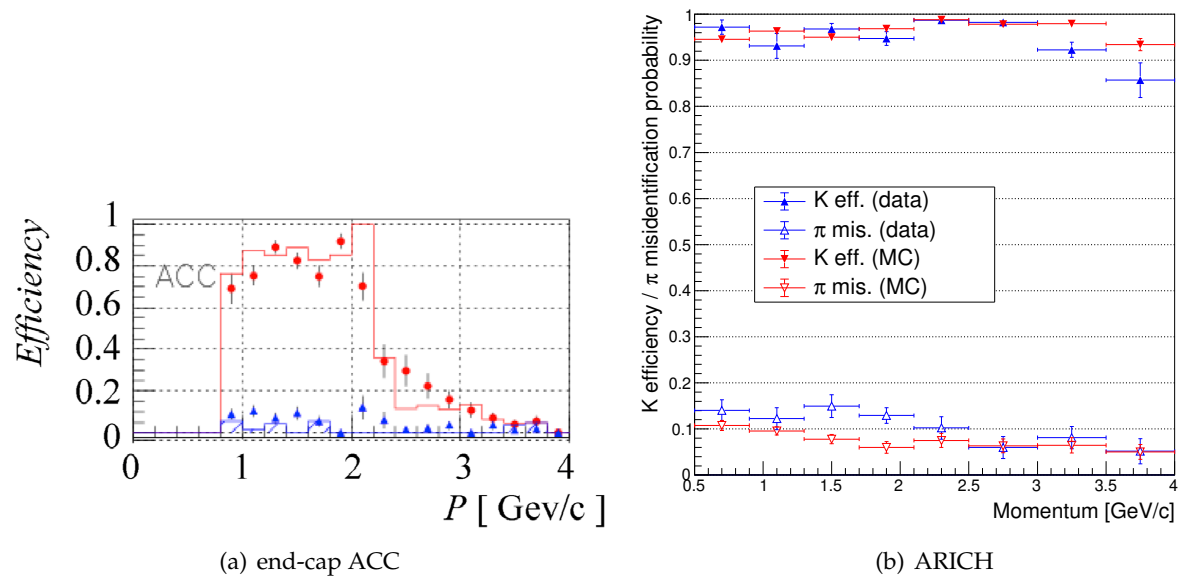 Efficiency
1
0.8
0.6
0.4
0.2
0
ACC
0 1 2 3 4
P [ Gev/c ]
(a) end-cap ACC
K efficiency / π misidentification probability
1
0.9
0.8
0.7
0.6
0.5
0.4
0.3
0.2
0.1
0
K eff. (data)
π mis. (data)
K eff. (MC)
π mis. (MC)
0.5 1 1.5 2 2.5 3 3.5 4
Momentum [GeV/c]
(b) ARICH